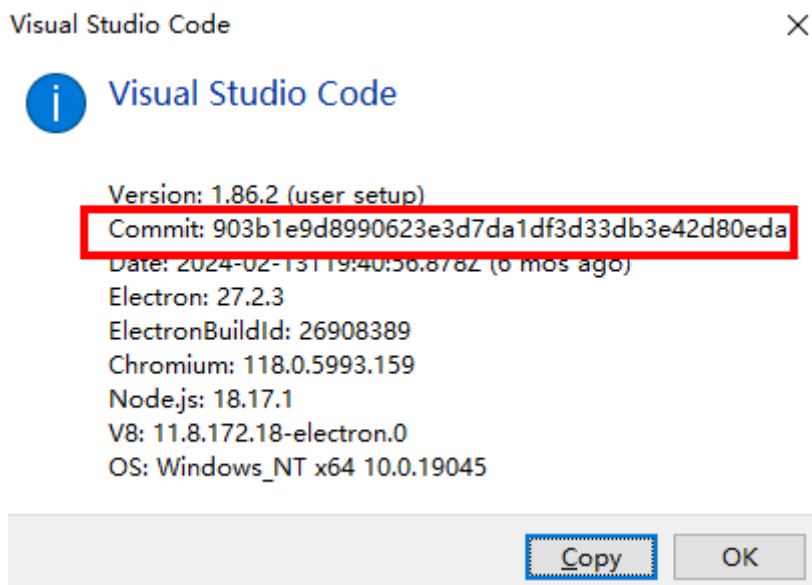 Visual Studio Code
Visual Studio Code
Version: 1.86.2 (user setup)
Commit: 903b1e9d8990623e3d7da1df3d33db3e42d80eda
Date: 2024-02-13T19:40:56.878Z (6 mos ago)
Electron: 27.2.3
ElectronBuildId: 26908389
Chromium: 118.0.5993.159
Node.js: 18.17.1
V8: 11.8.172.18-electron.0
OS: Windows_NT x64 10.0.19045
Copy
OK